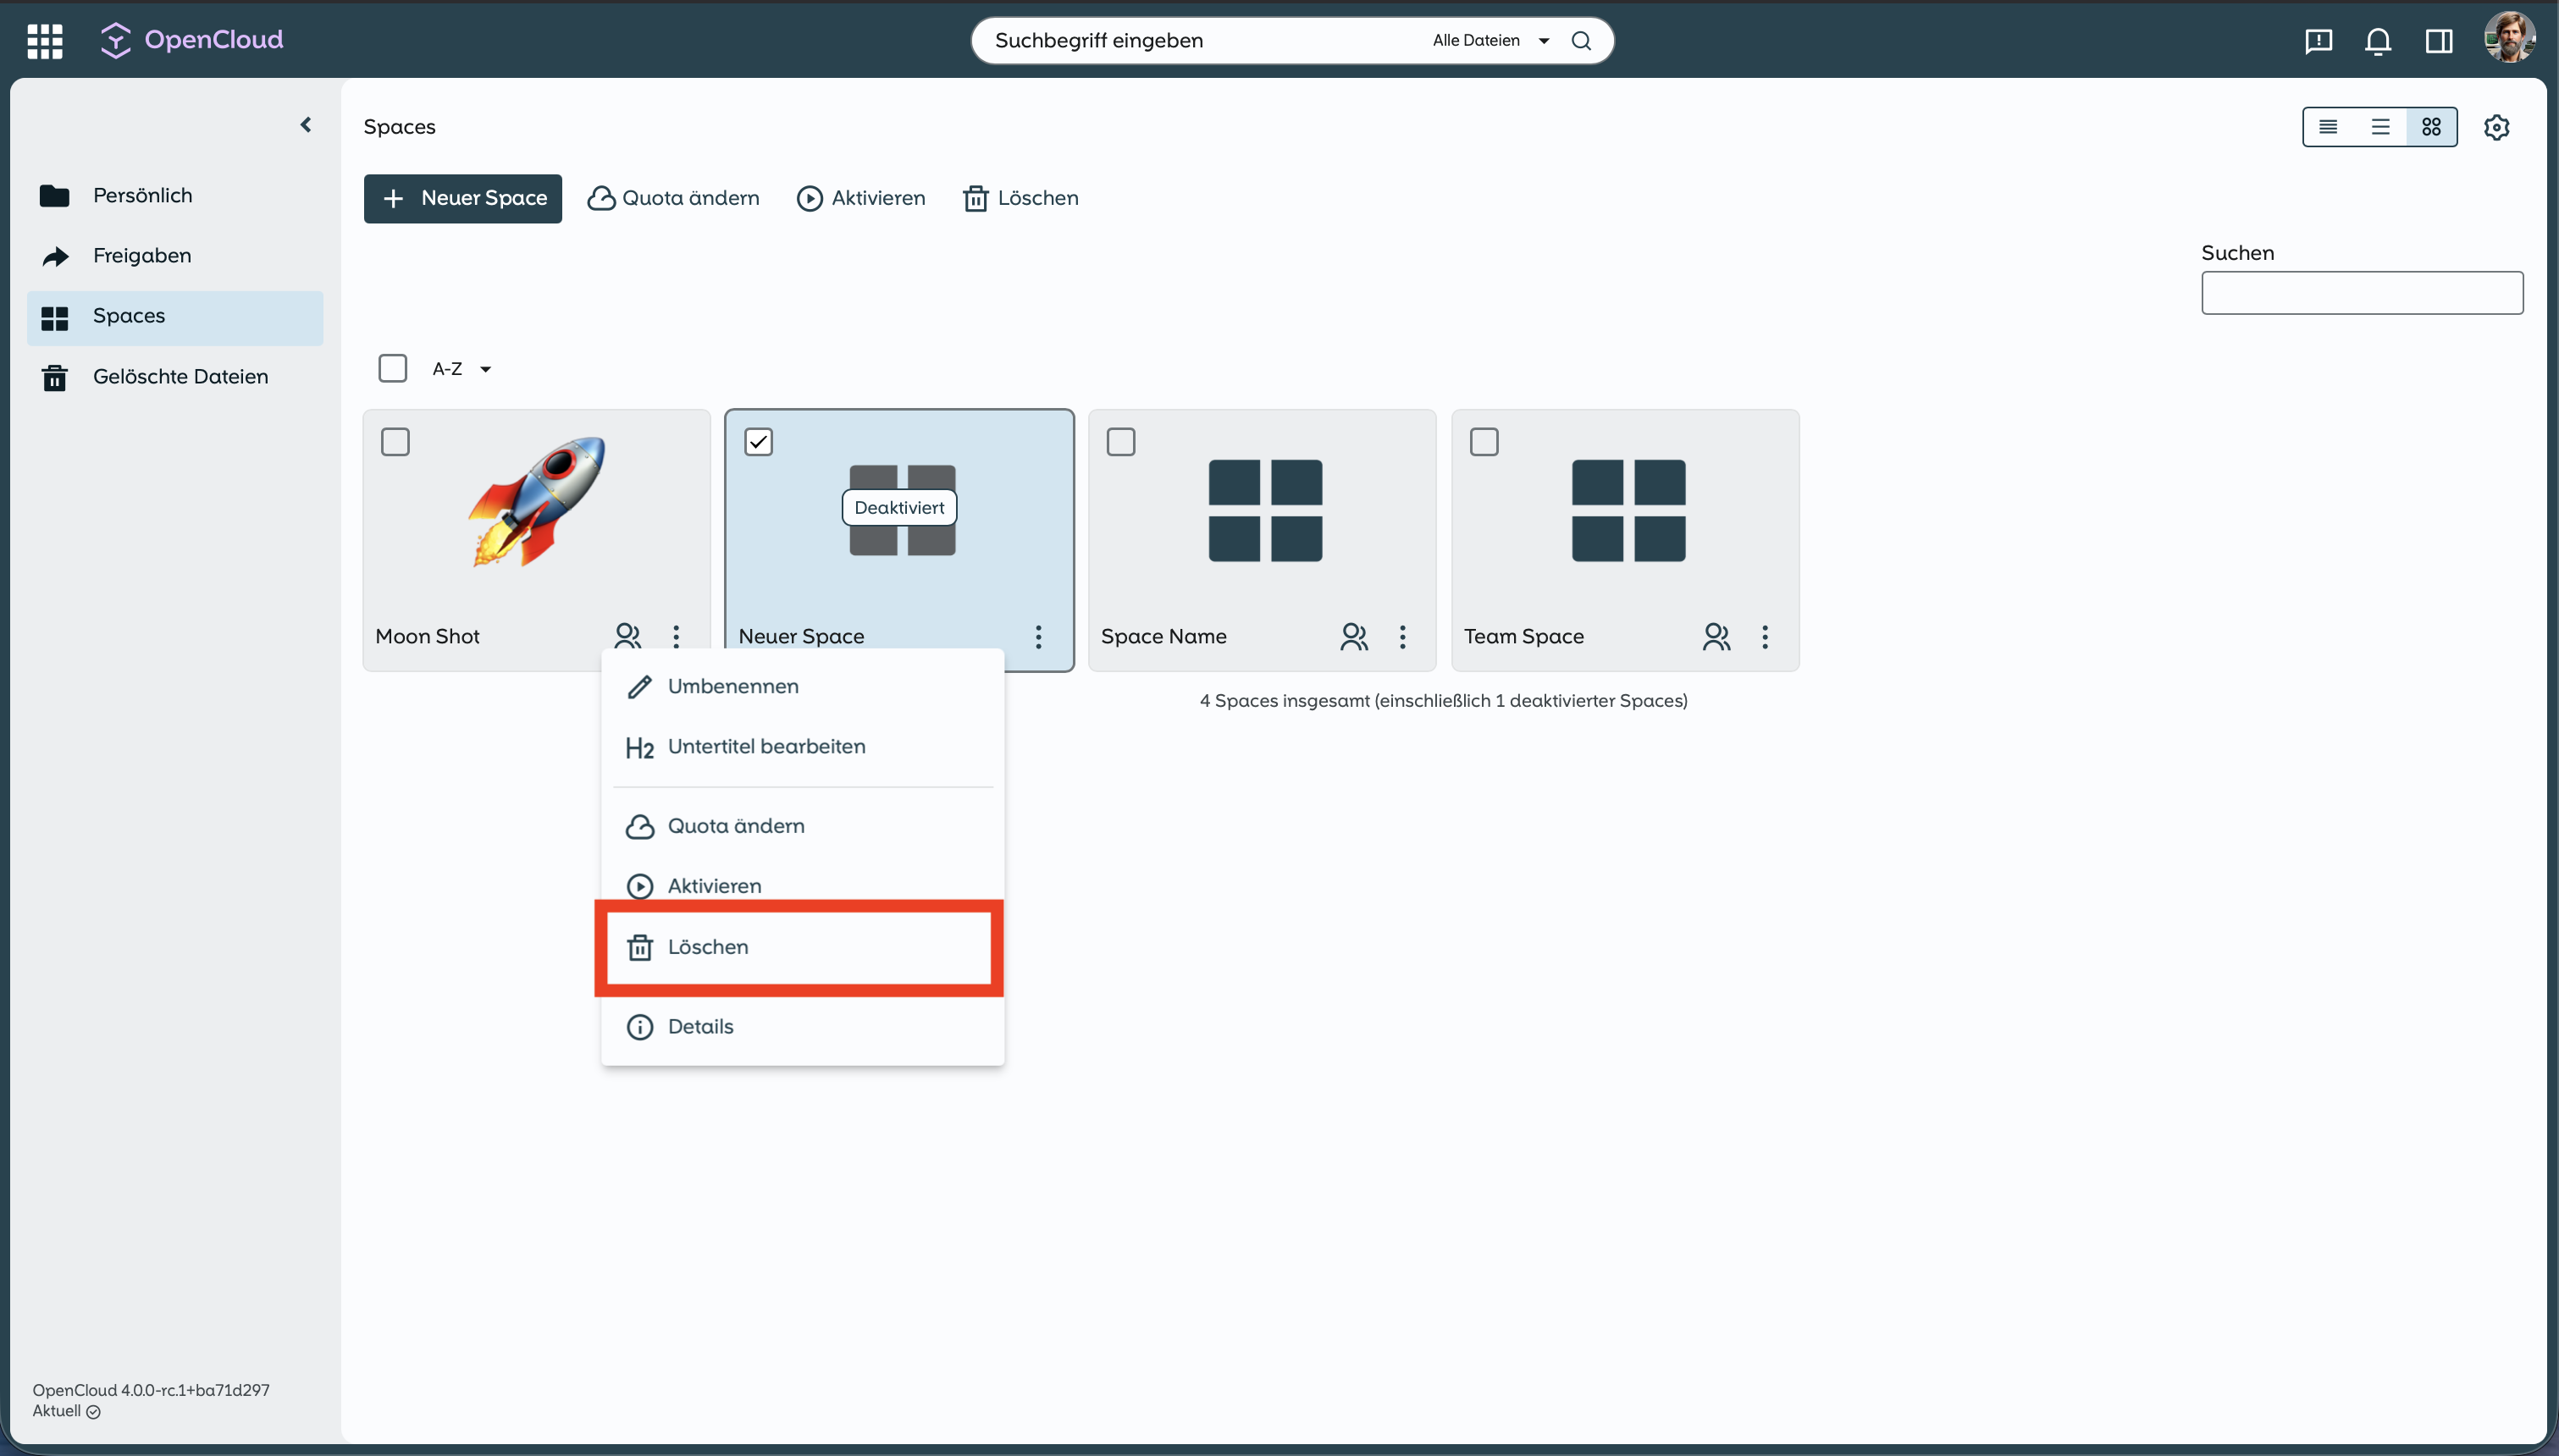 OpenCloud
Suchbegriff eingeben
Alle Dateien
Spaces
Persönlich
Freigaben
Spaces
Gelöschte Dateien
Neuer Space
Quota ändern
Aktivieren
Löschen
Suchen
A-Z
Deaktiviert
Moon Shot
Neuer Space
Space Name
Team Space
Umbenennen
H2 Untertitel bearbeiten
Quota ändern
Aktivieren
Löschen
Details
4 Spaces insgesamt (einschließlich 1 deaktivierter Spaces)
OpenCloud 4.0.0-rc.1+ba71d297
Aktuell